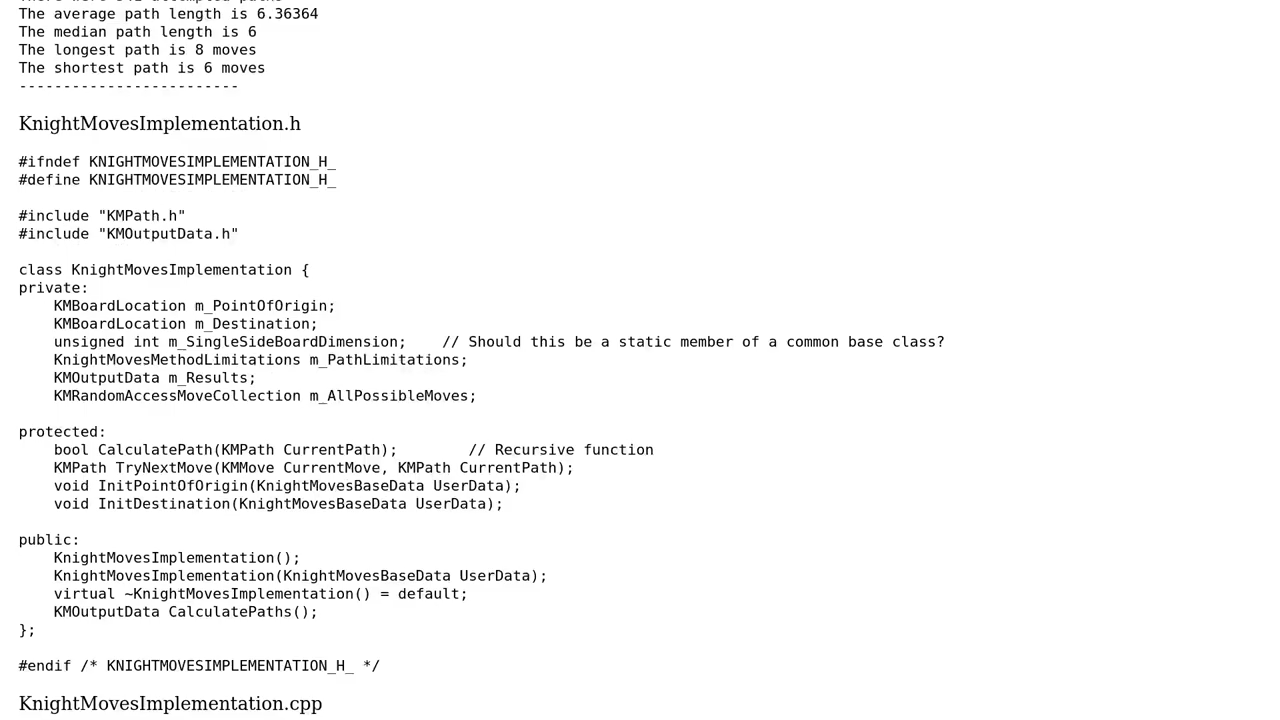 The average path length is 6.36364
The median path length is 6
The longest path is 8 moves
The shortest path is 6 moves
-------------------------
KnightMovesImplementation.h
#ifndef KNIGHTMOVESIMPLEMENTATION_H_
#define KNIGHTMOVESIMPLEMENTATION_H_
#include "KMPath.h"
#include "KMOutputData.h"
class KnightMovesImplementation {
private:
    KMBoardLocation m_PointOfOrigin;
    KMBoardLocation m_Destination;
    unsigned int m_SingleSideBoardDimension;    // Should this be a static member of a common base class?
    KnightMovesMethodLimitations m_PathLimitations;
    KMOutputData m_Results;
    KMRandomAccessMoveCollection m_AllPossibleMoves;
protected:
    bool CalculatePath(KMPath CurrentPath);        // Recursive function
    KMPath TryNextMove(KMMove CurrentMove, KMPath CurrentPath);
    void InitPointOfOrigin(KnightMovesBaseData UserData);
    void InitDestination(KnightMovesBaseData UserData);
public:
    KnightMovesImplementation();
    KnightMovesImplementation(KnightMovesBaseData UserData);
    virtual ~KnightMovesImplementation() = default;
    KMOutputData CalculatePaths();
};
#endif /* KNIGHTMOVESIMPLEMENTATION_H_ */
KnightMovesImplementation.cpp